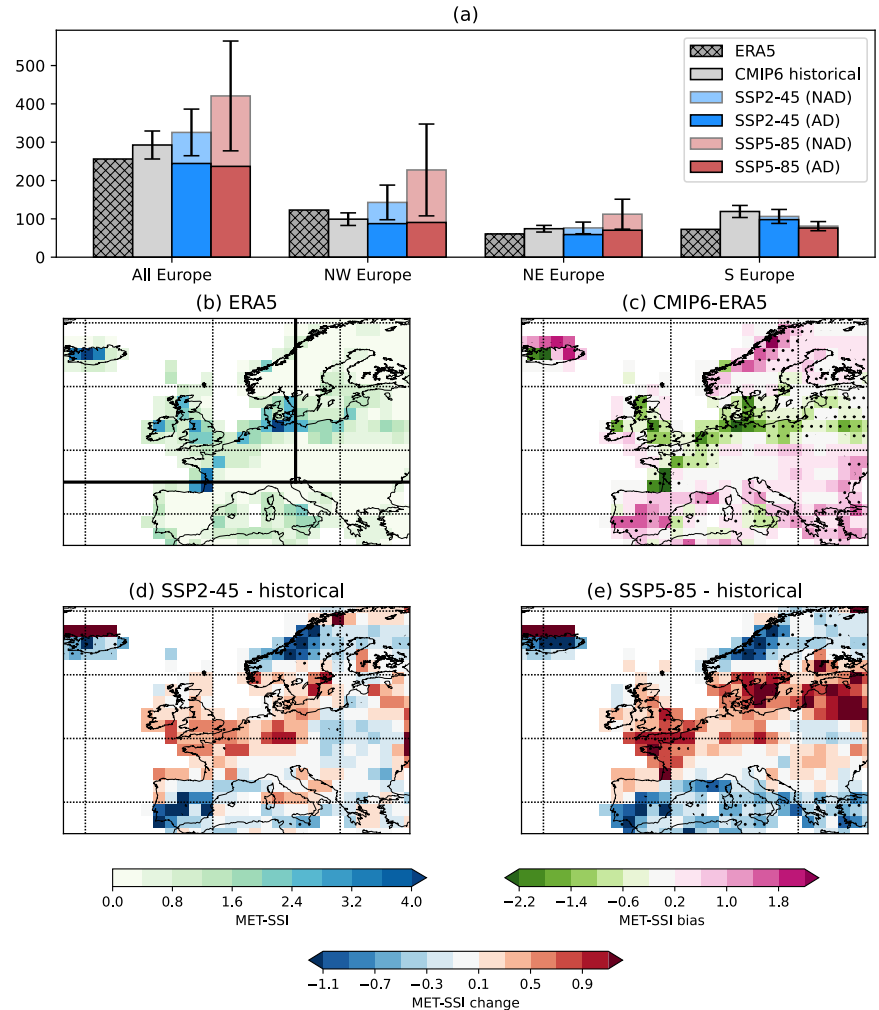 (a)
500
400
300
200
100
0
ERA5
CMIP6 historical
SSP2-45 (NAD)
SSP2-45 (AD)
SSP5-85 (NAD)
SSP5-85 (AD)
All Europe
NW Europe
NE Europe
S Europe
(b) ERA5
(c) CMIP6-ERA5
(d) SSP2-45 - historical
(e) SSP5-85 - historical
0.0 0.8 1.6 2.4 3.2 4.0
MET-SSI
−2.2 −1.4 −0.6 0.2 1.0 1.8
MET-SSI bias
−1.1 −0.7 −0.3 0.1 0.5 0.9
MET-SSI change